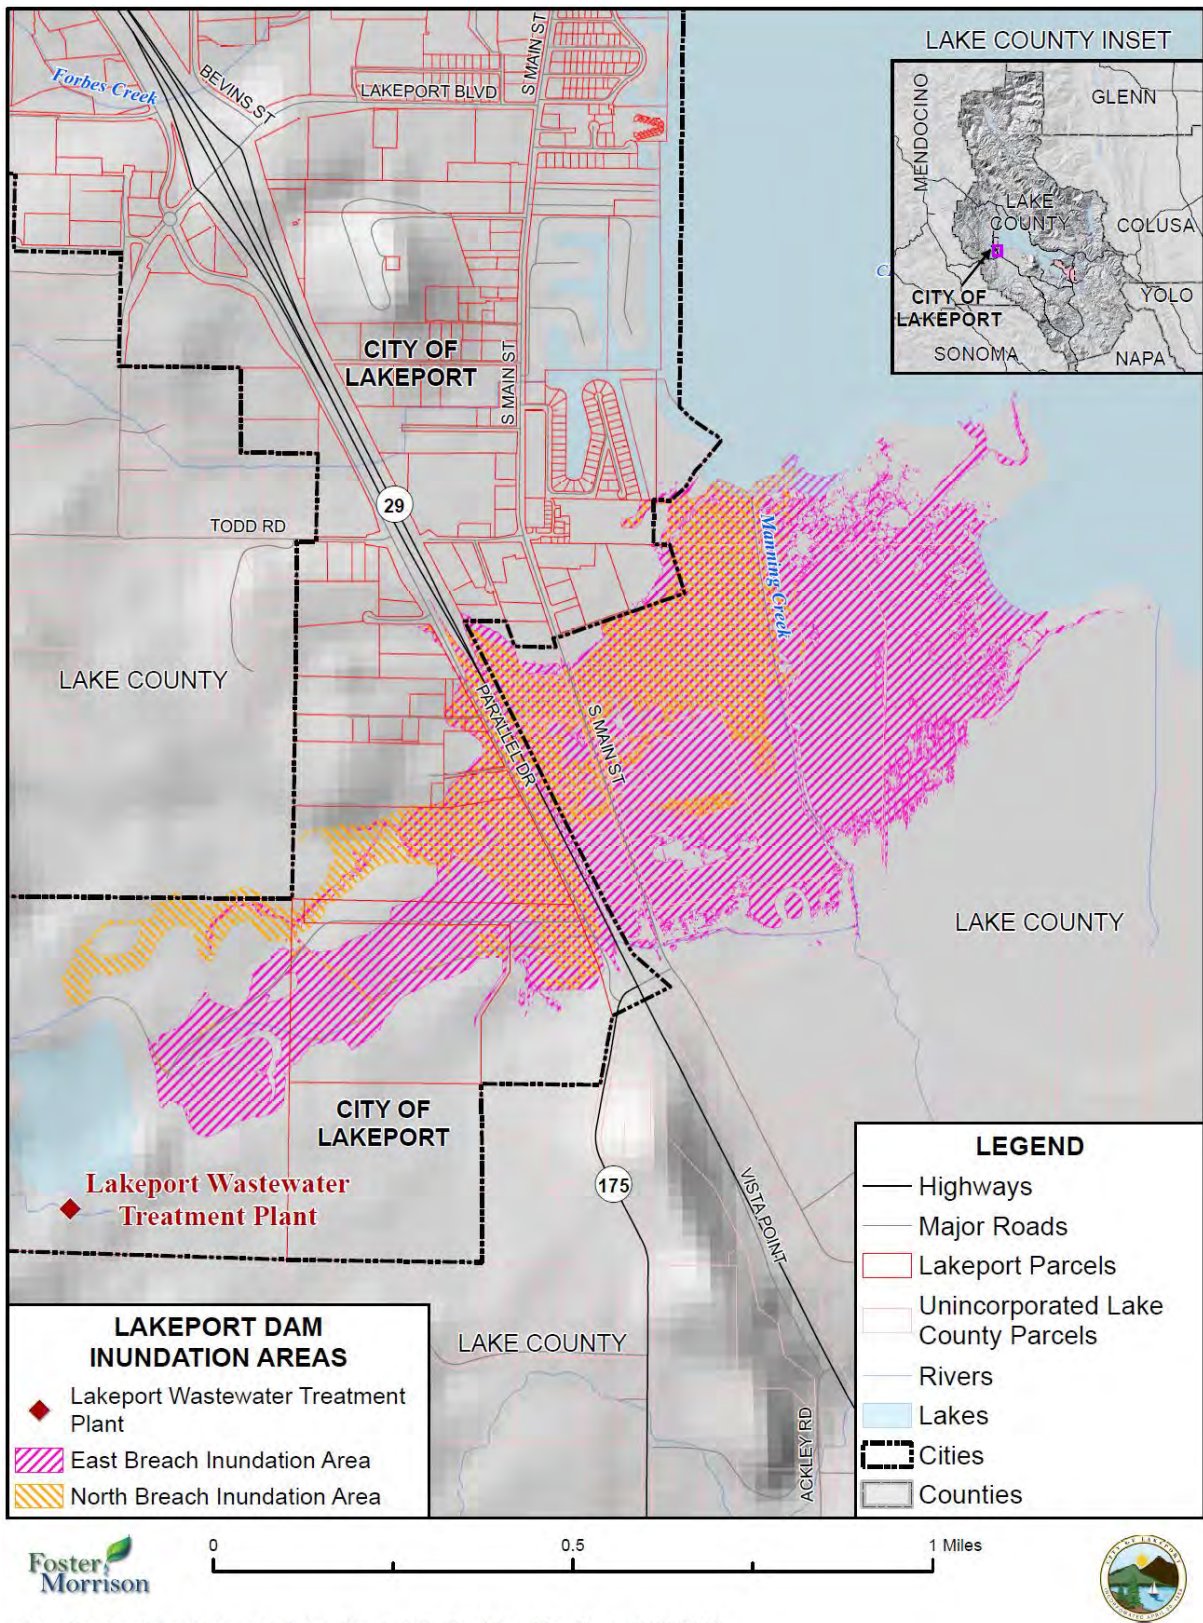 LAKE COUNTY INSET
MENDOCINO
GLENN
LAKE
COUNTY
COLUSA
CITY OF
LAKEPORT
YOLO
SONOMA
NAPA
Forbes Creek
BEVINS ST
LAKEPORT BLVD
S MAIN ST
CITY OF
LAKEPORT
S MAIN ST
29
TODD RD
Manning Creek
LAKE COUNTY
PARALLEL DR
S MAIN ST
LAKE COUNTY
CITY OF
LAKEPORT
Lakeport Wastewater
Treatment Plant
175
VISTA POINT
LAKE COUNTY
ACKLEY RD
LAKEPORT DAM
INUNDATION AREAS
Lakeport Wastewater Treatment
Plant
East Breach Inundation Area
North Breach Inundation Area
LEGEND
Highways
Major Roads
Lakeport Parcels
Unincorporated Lake
County Parcels
Rivers
Lakes
Cities
Counties
Foster
Morrison
0 0.5 1 Miles
CITY OF LAKEPORT